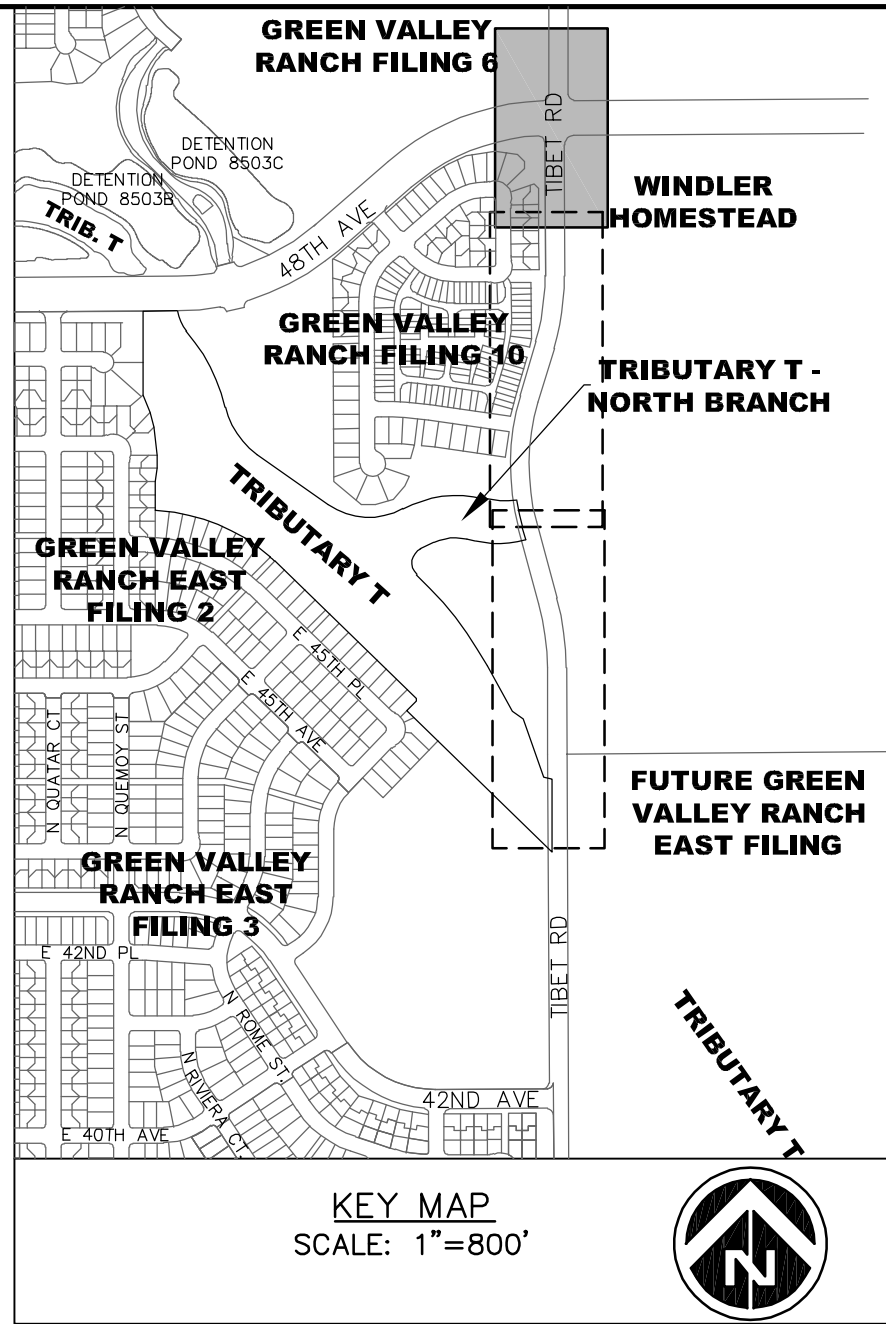 GREEN VALLEY
RANCH FILING 6
DETENTION
POND 8503C
DETENTION
POND 8503B
TRIB. T
48TH AVE
TIBET RD
WINDLER
HOMESTEAD
GREEN VALLEY
RANCH FILING 10
TRIBUTARY T -
NORTH BRANCH
TRIBUTARY T
GREEN VALLEY
RANCH EAST
FILING 2
E 45TH PL
E 45TH AVE
N QUATAR CT
N QUEMOY ST
FUTURE GREEN
VALLEY RANCH
EAST FILING
GREEN VALLEY
RANCH EAST
FILING 3
E 42ND PL
N ROME ST.
N RIVIERA CT.
TIBET RD
TRIBUTARY T
42ND AVE
E 40TH AVE
KEY MAP
SCALE: 1"=800'
N